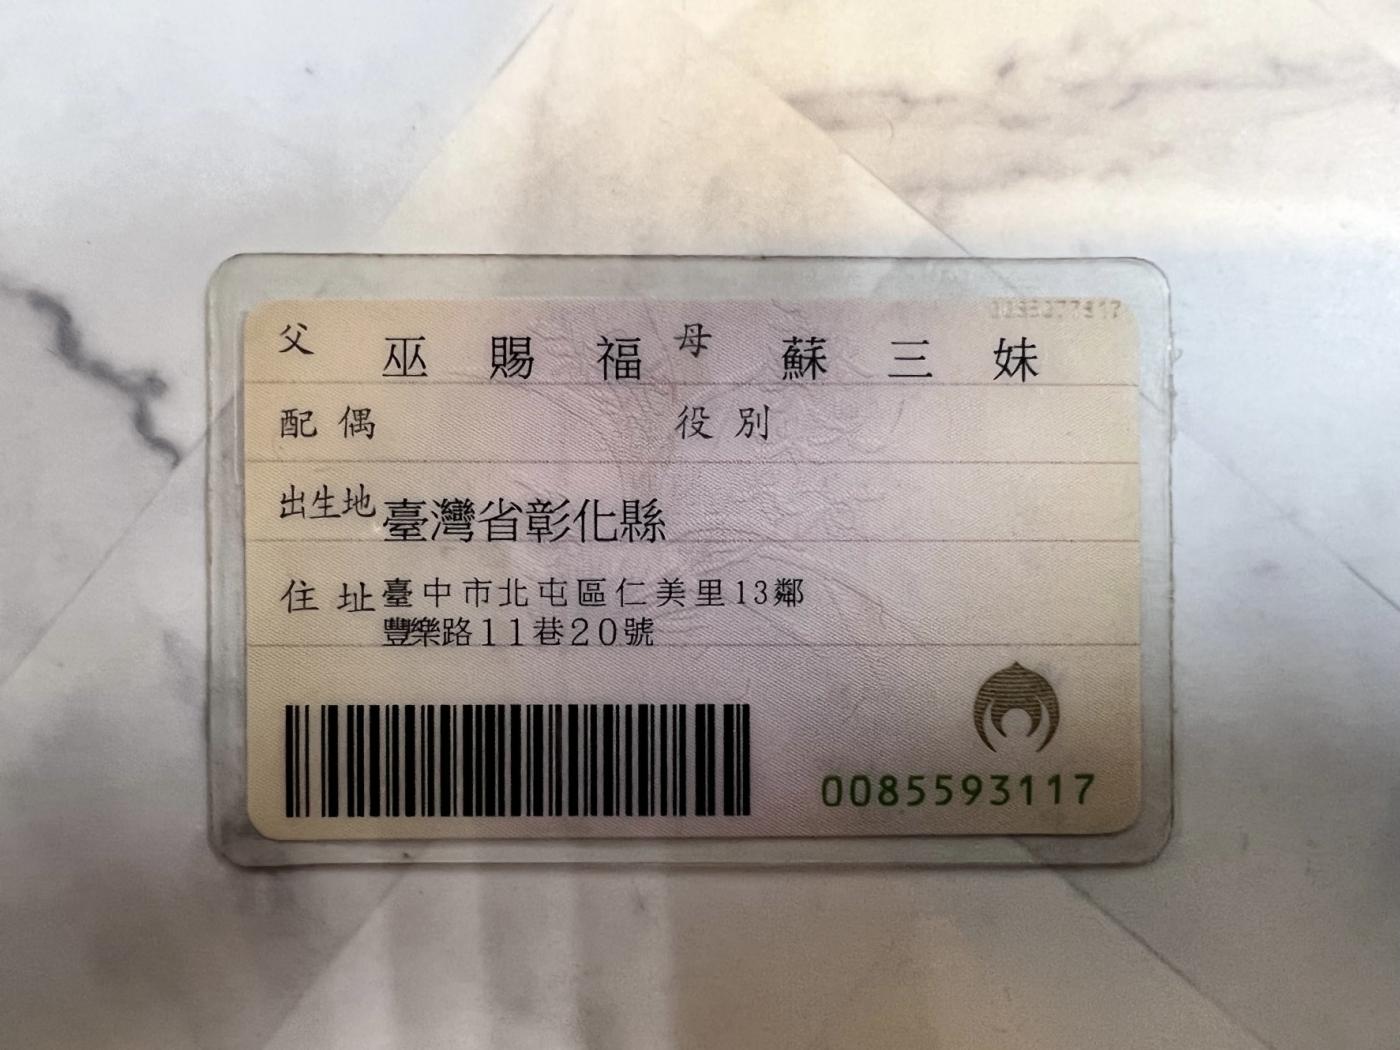 父 巫賜福 母 蘇三妹
配偶 役別
出生地 臺灣省彰化縣
住址 臺中市北屯區仁美里13鄰
豐樂路11巷20號
0085593117